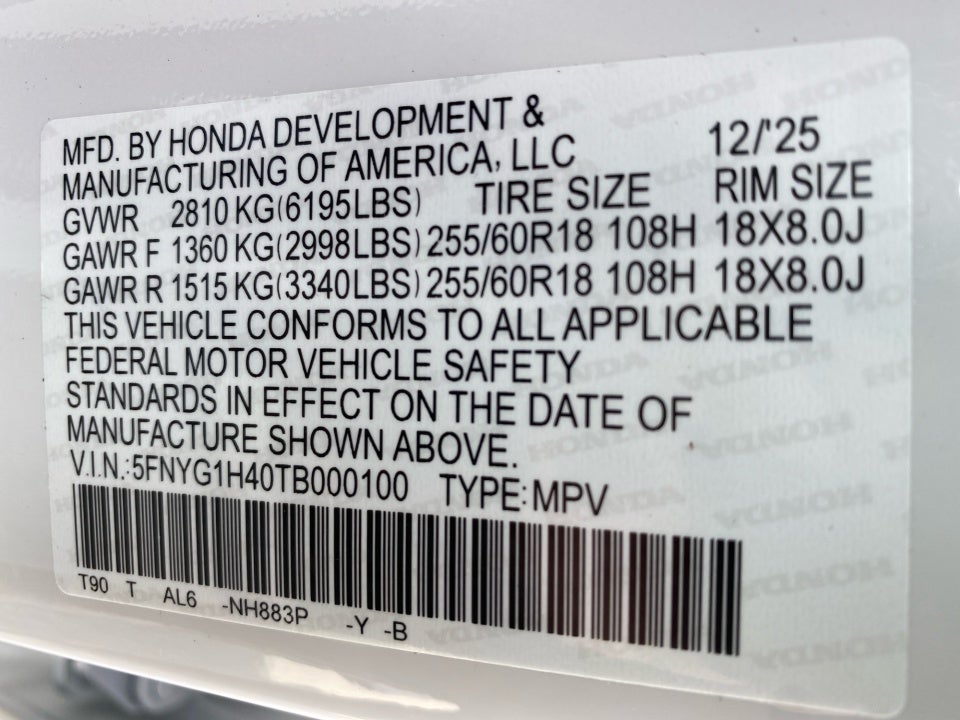 MFD. BY HONDA DEVELOPMENT &
MANUFACTURING OF AMERICA, LLC 12/'25
GVWR 2810 KG(6195LBS) TIRE SIZE RIM SIZE
GAWR F 1360 KG(2998LBS) 255/60R18 108H 18X8.0J
GAWR R 1515 KG(3340LBS) 255/60R18 108H 18X8.0J
THIS VEHICLE CONFORMS TO ALL APPLICABLE
FEDERAL MOTOR VEHICLE SAFETY
STANDARDS IN EFFECT ON THE DATE OF
MANUFACTURE SHOWN ABOVE.
V.I.N.:5FNYG1H40TB000100 TYPE:MPV
T90 T AL6 -NH883P -Y -B